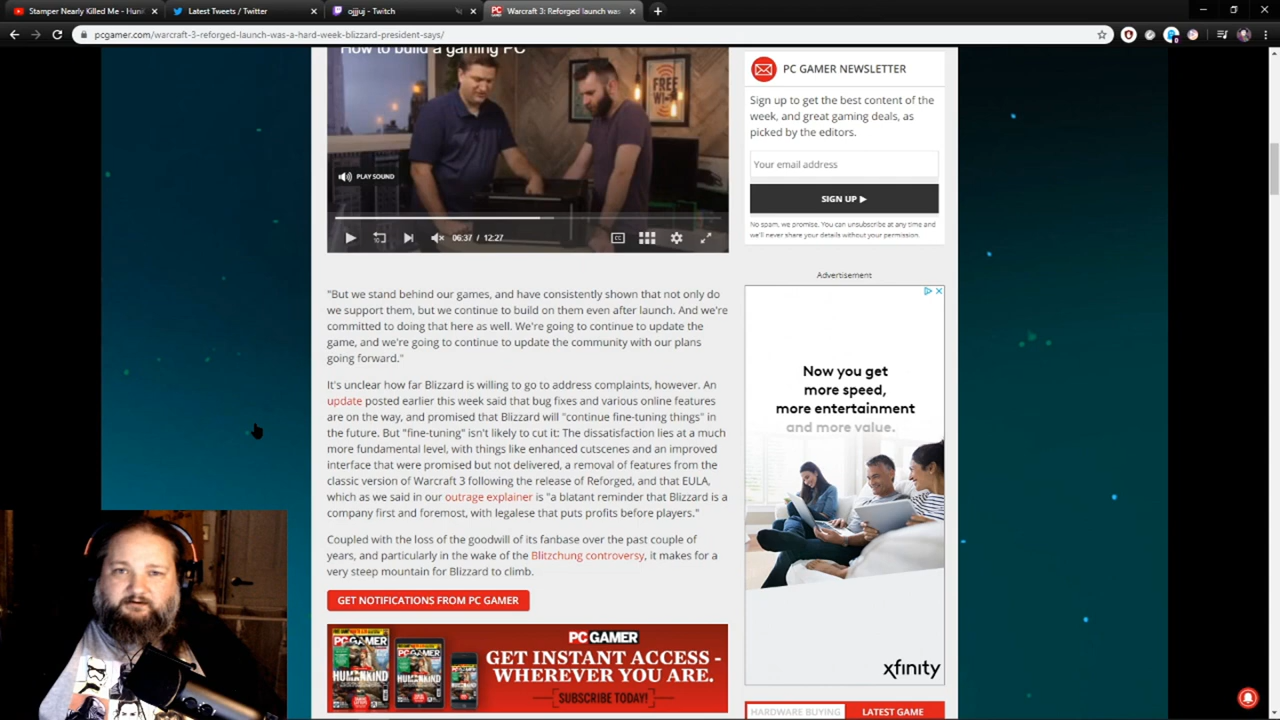 Stamper Nearly Killed Me - Huni
Latest Tweets / Twitter
ojjjuj - Twitch
Warcraft 3: Reforged launch was
pcgamer.com/warcraft-3-reforged-launch-was-a-hard-week-blizzard-president-says/
How to build a gaming PC
FREE
WI-FI
PLAY SOUND
06:37 / 12:27
"But we stand behind our games, and have consistently shown that not only do
we support them, but we continue to build on them even after launch. And we're
committed to doing that here as well. We're going to continue to update the
game, and we're going to continue to update the community with our plans
going forward."
It's unclear how far Blizzard is willing to go to address complaints, however. An
update posted earlier this week said that bug fixes and various online features
are on the way, and promised that Blizzard will "continue fine-tuning things" in
the future. But "fine-tuning" isn't likely to cut it: The dissatisfaction lies at a much
more fundamental level, with things like enhanced cutscenes and an improved
interface that were promised but not delivered, a removal of features from the
classic version of Warcraft 3 following the release of Reforged, and that EULA,
which as we said in our outrage explainer is "a blatant reminder that Blizzard is a
company first and foremost, with legalese that puts profits before players."
Coupled with the loss of the goodwill of its fanbase over the past couple of
years, and particularly in the wake of the Blitzchung controversy, it makes for a
very steep mountain for Blizzard to climb.
GET NOTIFICATIONS FROM PC GAMER
PC GAMER
HUMANKIND
PC GAMER
GET INSTANT ACCESS -
WHEREVER YOU ARE.
SUBSCRIBE TODAY!
PC GAMER NEWSLETTER
Sign up to get the best content of the
week, and great gaming deals, as
picked by the editors.
Your email address
SIGN UP ▶
No spam, we promise. You can unsubscribe at any time and
we'll never share your details without your permission.
Advertisement
Now you get
more speed,
more entertainment
and more value.
xfinity
HARDWARE BUYING
LATEST GAME